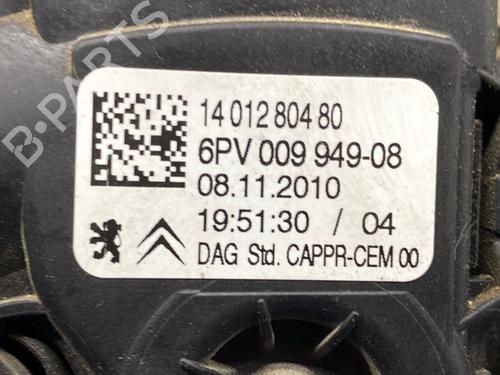 B-PARTS
14 012 804 80
6PV 009 949-08
08.11.2010
19:51:30 / 04
DAG Std. CAPPR-CEM 00